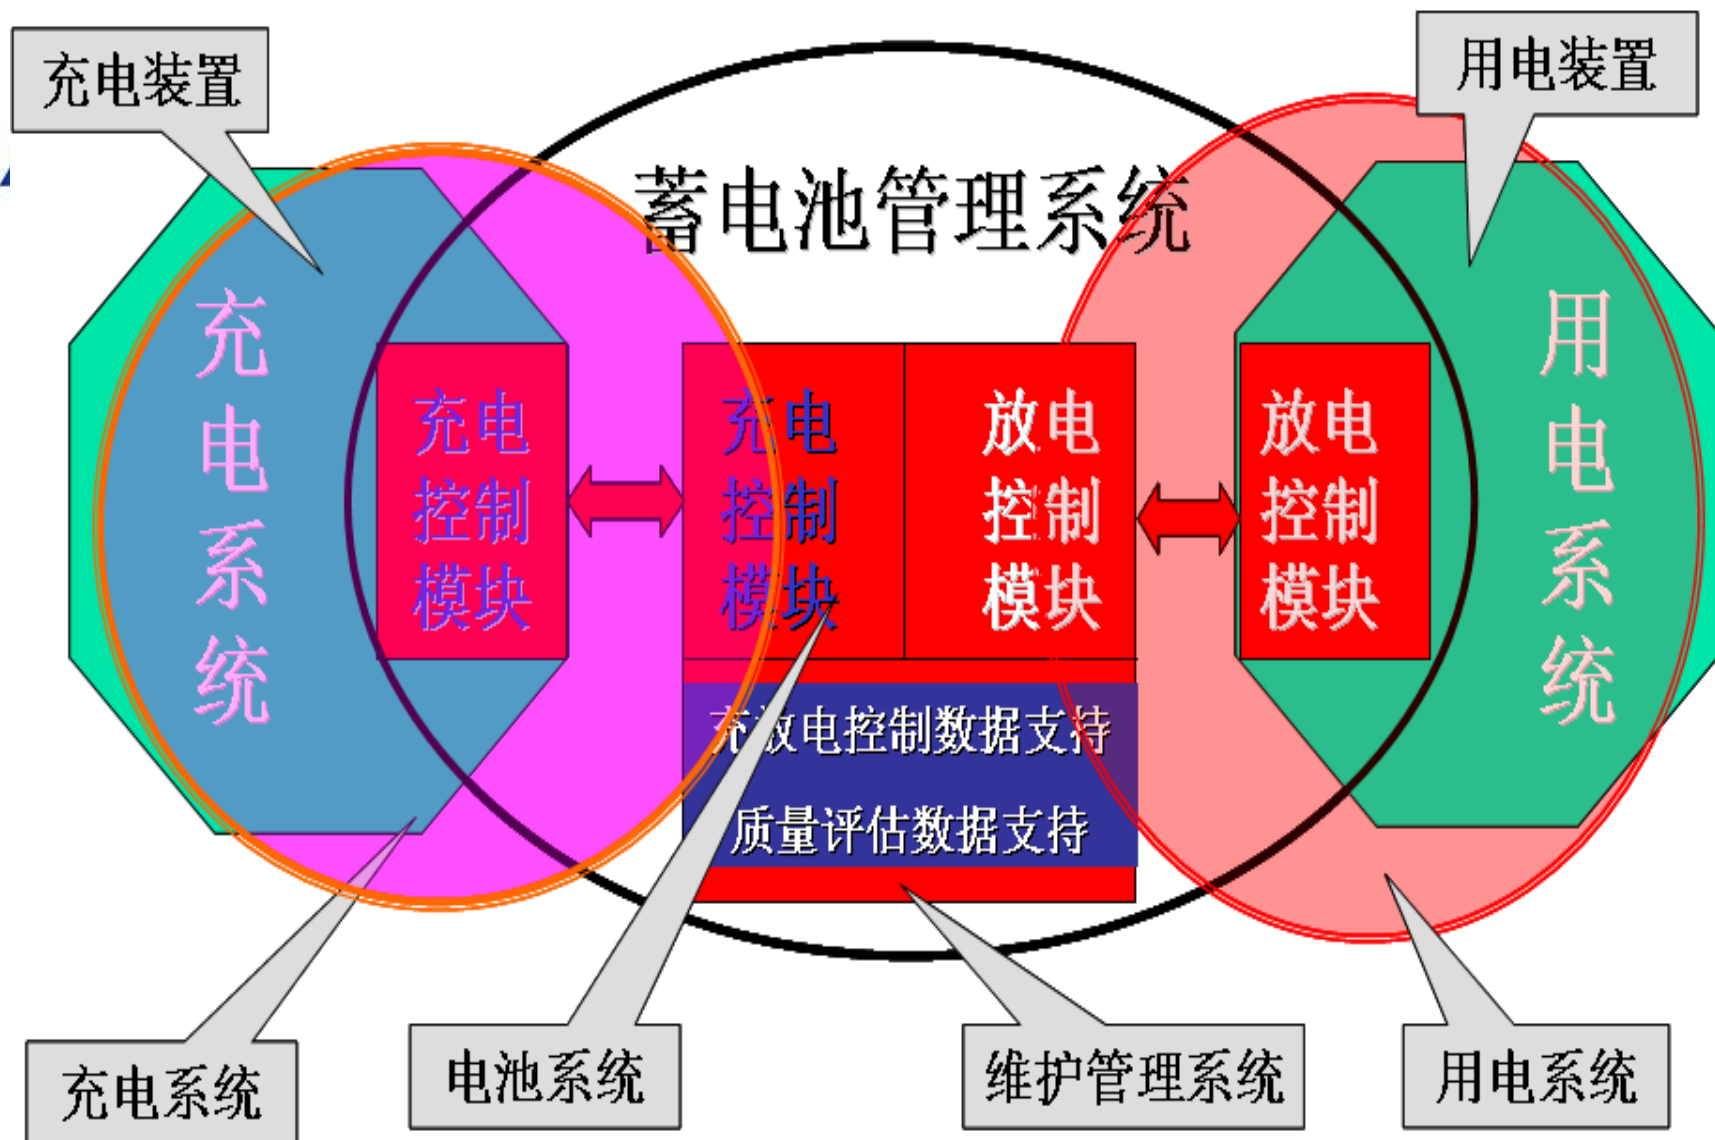 充电装置
用电装置
蓄电池管理系统
充
电
系
统
充电
控制
模块
充电
控制
模块
放电
控制
模块
放电
控制
模块
用
电
系
统
充放电控制数据支持
质量评估数据支持
充电系统
电池系统
维护管理系统
用电系统